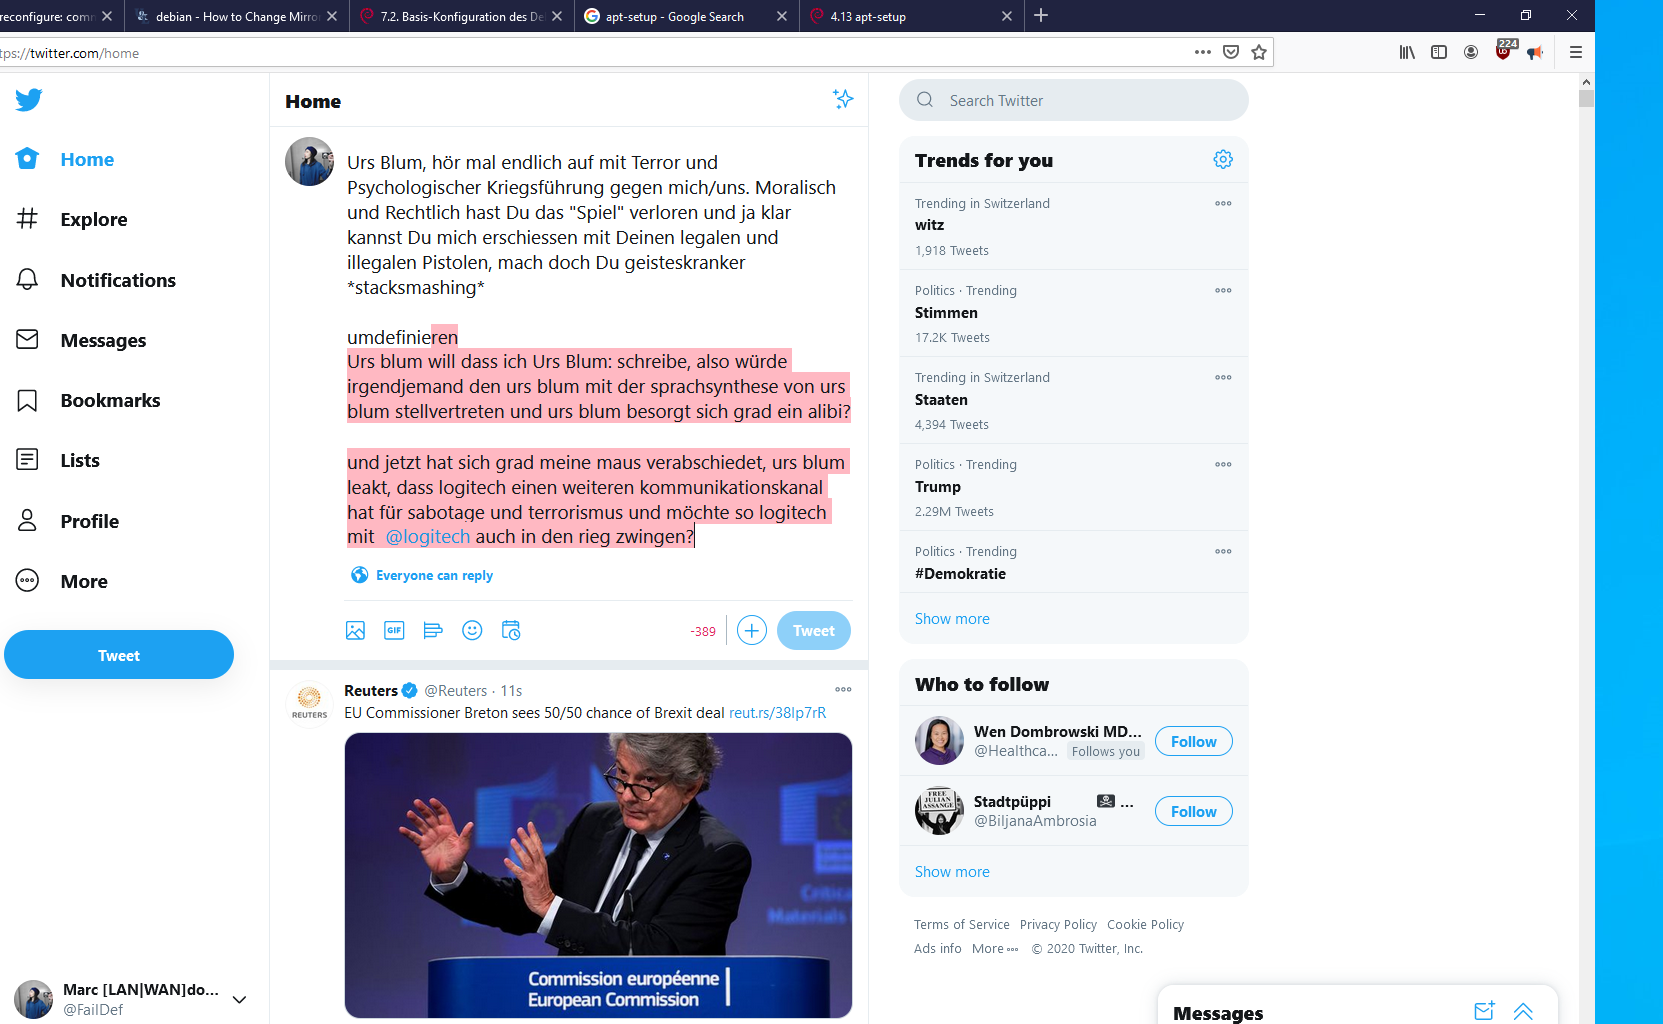 reconfigure: com
debian - How to Change Mirro
7.2. Basis-Konfiguration des De
apt-setup - Google Search
4.13 apt-setup
tps://twitter.com/home
224
Home
Explore
Notifications
Messages
Bookmarks
Lists
Profile
More
Tweet
Marc [LAN|WAN]do...
@FailDef
Home
Urs Blum, hör mal endlich auf mit Terror und
Psychologischer Kriegsführung gegen mich/uns. Moralisch
und Rechtlich hast Du das "Spiel" verloren und ja klar
kannst Du mich erschiessen mit Deinen legalen und
illegalen Pistolen, mach doch Du geisteskranker
*stacksmashing*
umdefinieren
Urs blum will dass ich Urs Blum: schreibe, also würde
irgendjemand den urs blum mit der sprachsynthese von urs
blum stellvertreten und urs blum besorgt sich grad ein alibi?
und jetzt hat sich grad meine maus verabschiedet, urs blum
leakt, dass logitech einen weiteren kommunikationskanal
hat für sabotage und terrorismus und möchte so logitech
mit  @logitech auch in den rieg zwingen?
Everyone can reply
GIF
-389
Tweet
REUTERS
Reuters @Reuters · 11s
EU Commissioner Breton sees 50/50 chance of Brexit deal reut.rs/38lp7rR
Commission européenne
European Commission
Search Twitter
Trends for you
Trending in Switzerland
witz
1,918 Tweets
Politics · Trending
Stimmen
17.2K Tweets
Trending in Switzerland
Staaten
4,394 Tweets
Politics · Trending
Trump
2.29M Tweets
Politics · Trending
#Demokratie
Show more
Who to follow
Wen Dombrowski MD...
@Healthca... Follows you
Follow
FREE
JULIAN
ASSANGE
Stadtpüppi ...
@BiljanaAmbrosia
Follow
Show more
Terms of Service Privacy Policy Cookie Policy
Ads info More © 2020 Twitter, Inc.
Messages